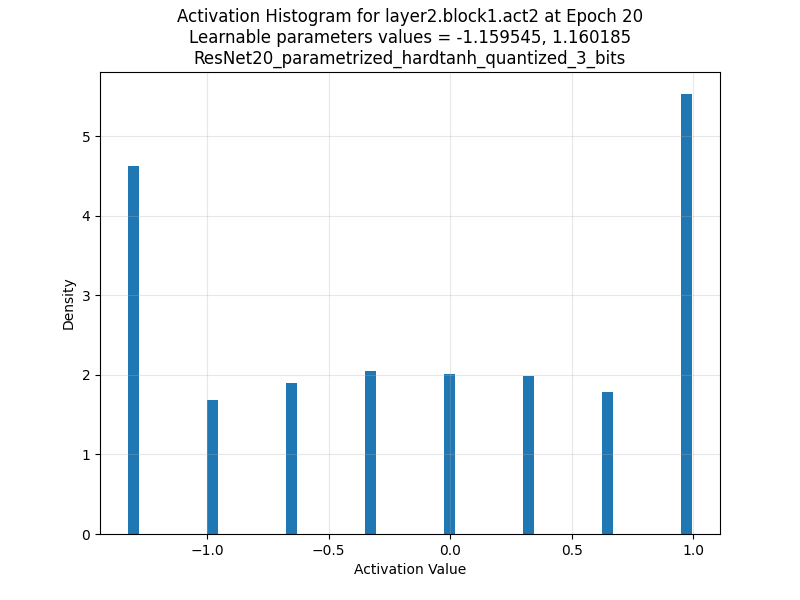 Activation Histogram for layer2.block1.act2 at Epoch 20
Learnable parameters values = -1.159545, 1.160185
ResNet20_parametrized_hardtanh_quantized_3_bits
5
4
3
2
1
0
Density
−1.0 −0.5 0.0 0.5 1.0
Activation Value